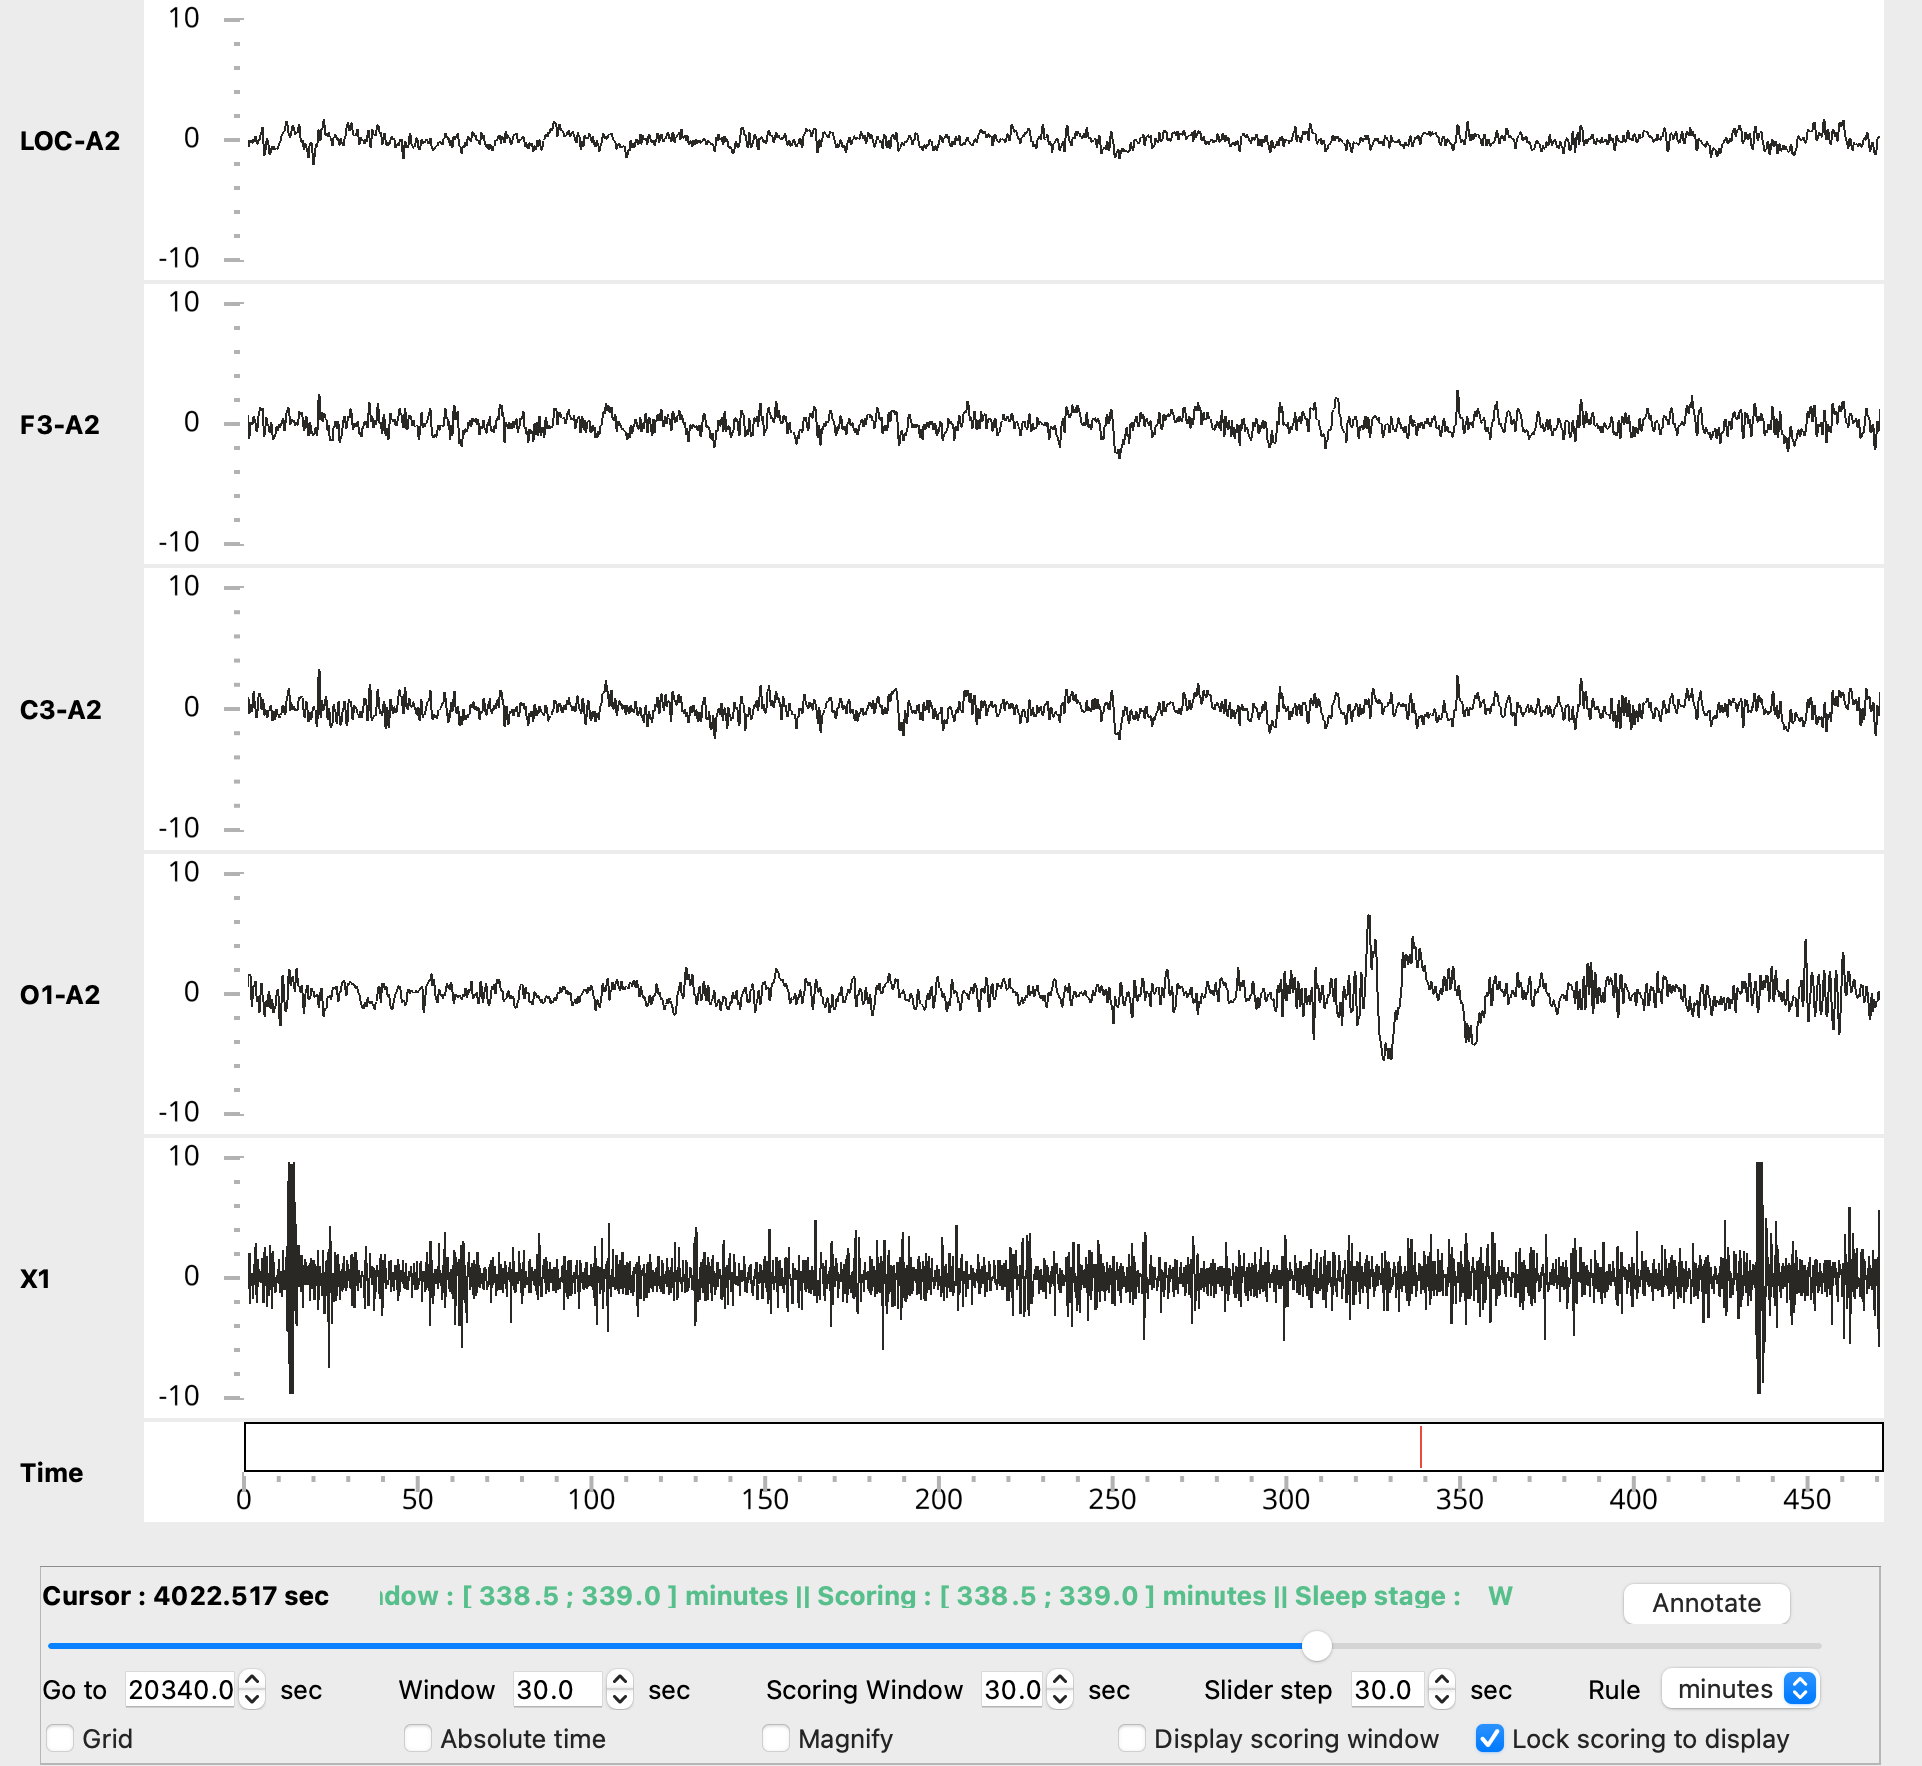 10
LOC-A2
0
-10
10
F3-A2
0
-10
10
C3-A2
0
-10
10
O1-A2
0
-10
10
X1
0
-10
Time
0 50 100 150 200 250 300 350 400 450
Cursor : 4022.517 sec dow : [ 338.5 ; 339.0 ] minutes || Scoring : [ 338.5 ; 339.0 ] minutes || Sleep stage : W Annotate
Go to 20340.0 sec Window 30.0 sec Scoring Window 30.0 sec Slider step 30.0 sec Rule minutes
Grid Absolute time Magnify Display scoring window Lock scoring to display